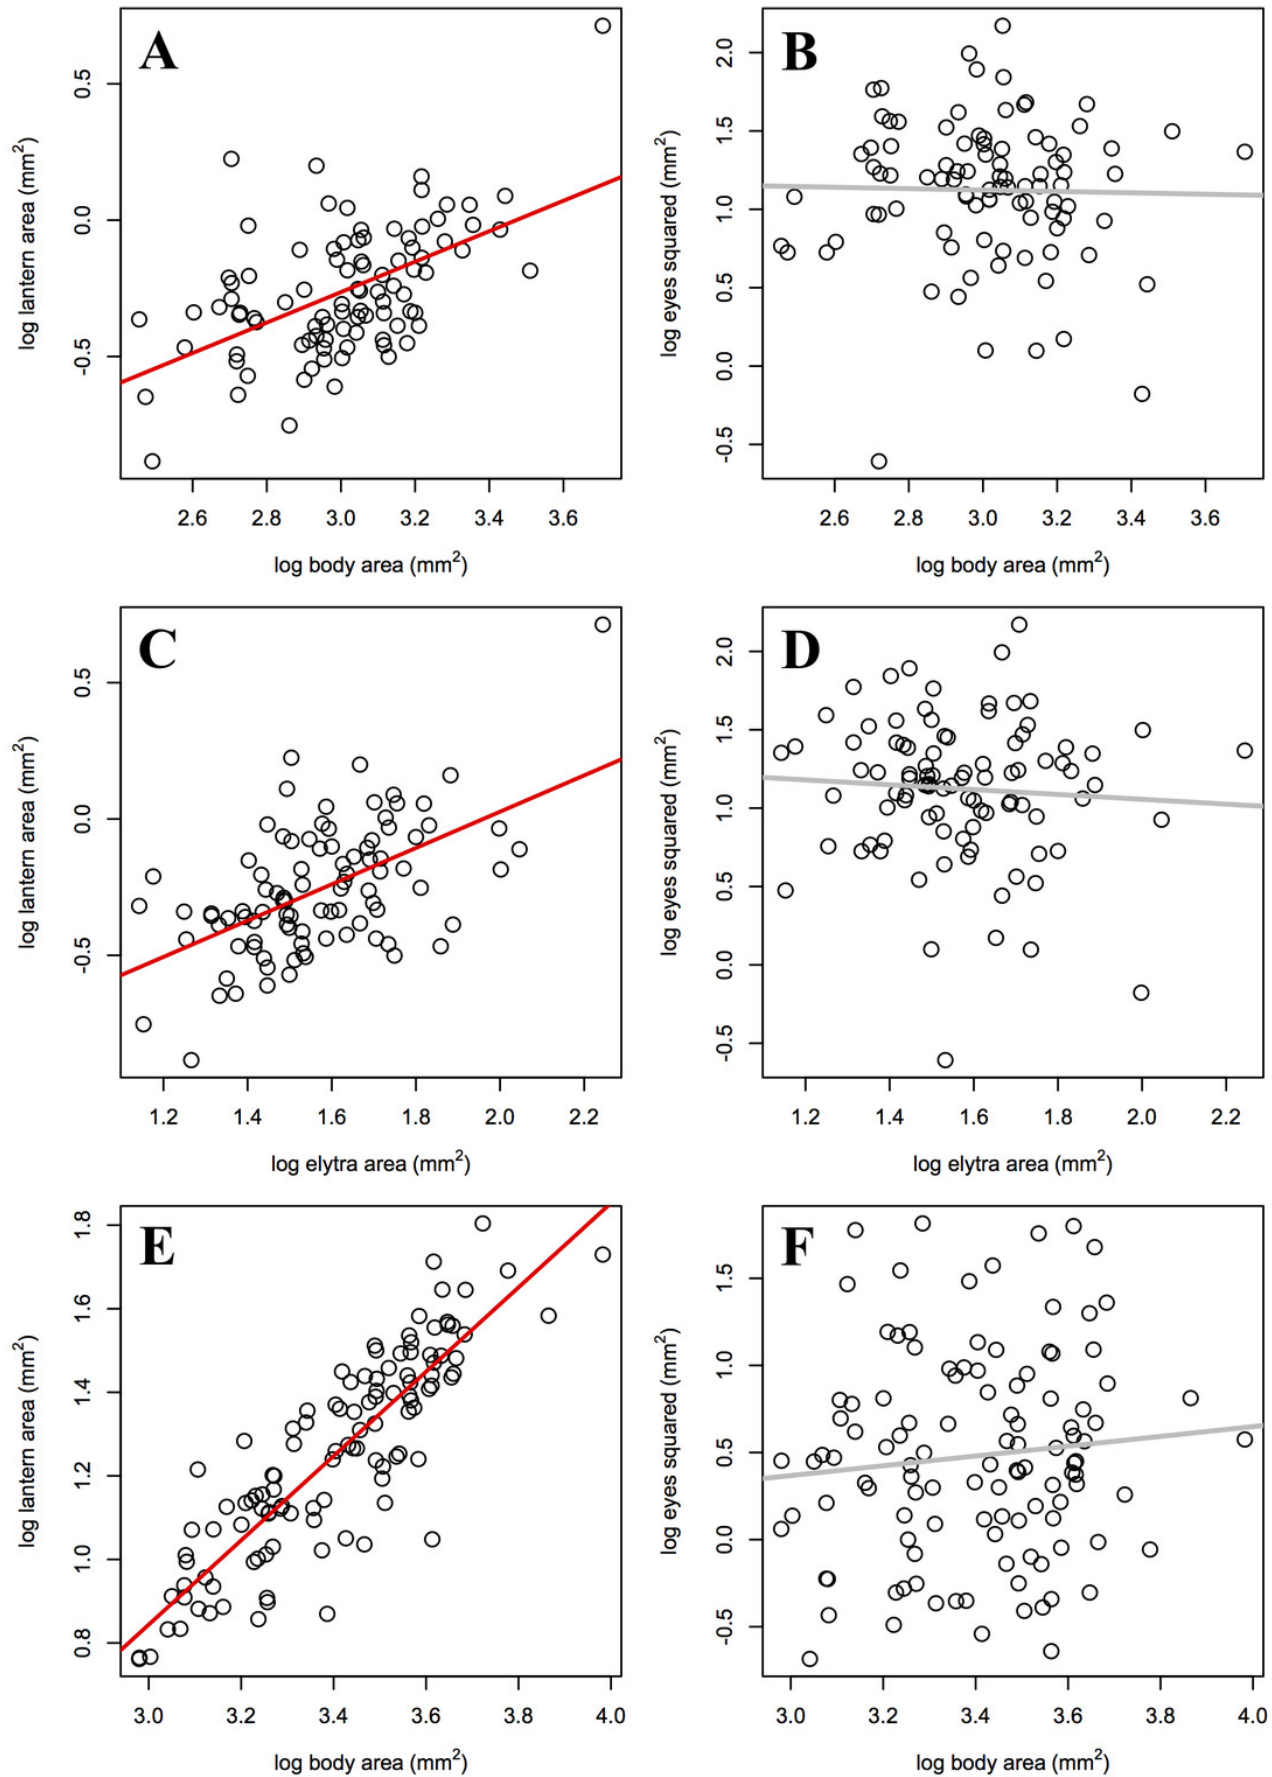 A
0.5
0.0
-0.5
log lantern area (mm²)
2.6 2.8 3.0 3.2 3.4 3.6
log body area (mm²)
B
2.0
1.5
1.0
0.5
0.0
-0.5
log eyes squared (mm²)
2.6 2.8 3.0 3.2 3.4 3.6
log body area (mm²)
C
0.5
0.0
-0.5
log lantern area (mm²)
1.2 1.4 1.6 1.8 2.0 2.2
log elytra area (mm²)
D
2.0
1.5
1.0
0.5
0.0
-0.5
log eyes squared (mm²)
1.2 1.4 1.6 1.8 2.0 2.2
log elytra area (mm²)
E
1.8
1.6
1.4
1.2
1.0
0.8
log lantern area (mm²)
3.0 3.2 3.4 3.6 3.8 4.0
log body area (mm²)
F
1.5
1.0
0.5
0.0
-0.5
log eyes squared (mm²)
3.0 3.2 3.4 3.6 3.8 4.0
log body area (mm²)